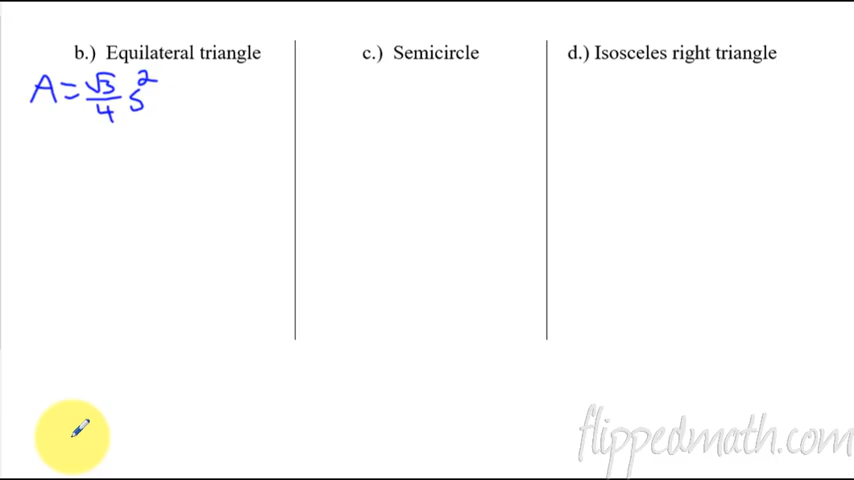 b.) Equilateral triangle
A = √3/4 s²
c.) Semicircle
d.) Isosceles right triangle
flippedmath.com